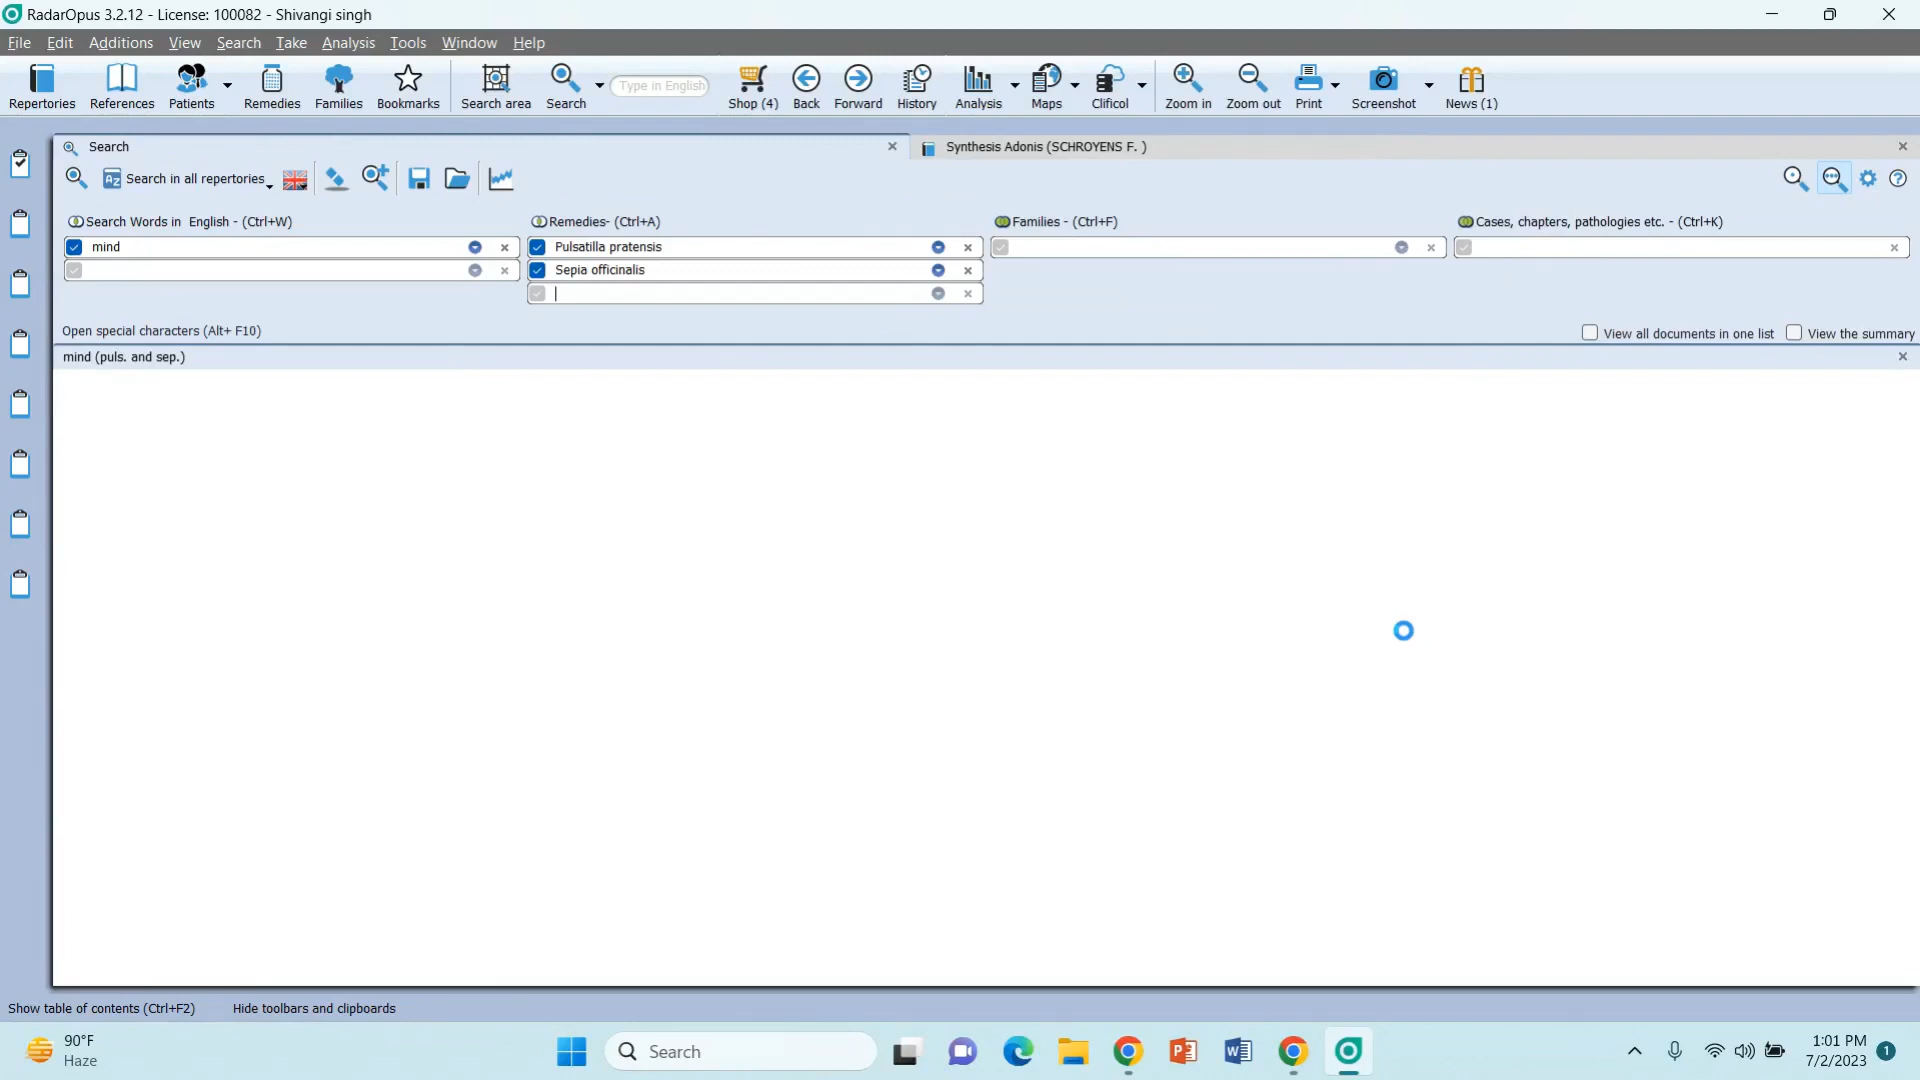 RadarOpus 3.2.12 - License: 100082 - Shivangi singh
File Edit Additions View Search Take Analysis Tools Window Help
Repertories References Patients Remedies Families Bookmarks Search area Search Type in English Shop (4) Back Forward History Analysis Maps Clificol Zoom in Zoom out Print Screenshot News (1)
Search Synthesis Adonis (SCHROYENS F. )
AZ Search in all repertories
Search Words in English - (Ctrl+W) Remedies- (Ctrl+A) Families - (Ctrl+F) Cases, chapters, pathologies etc. - (Ctrl+K)
mind Pulsatilla pratensis
Sepia officinalis
Open special characters (Alt+ F10) View all documents in one list View the summary
mind (puls. and sep.)
Show table of contents (Ctrl+F2) Hide toolbars and clipboards
90°F
Haze
Search
1:01 PM
7/2/2023
1